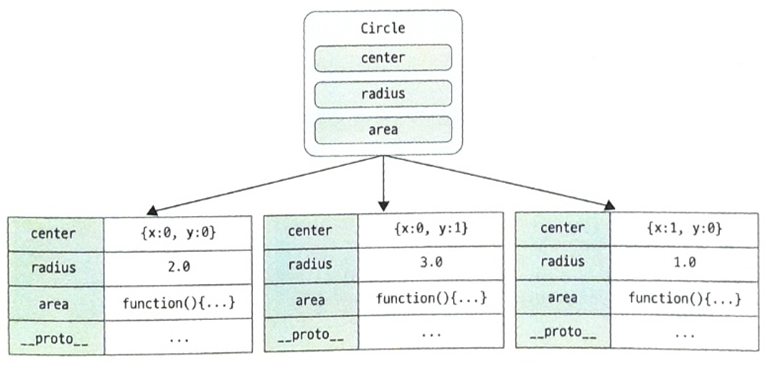 Circle
center
radius
area
center {x:0, y:0}
radius 2.0
area function(){...}
__proto__ ...
center {x:0, y:1}
radius 3.0
area function(){...}
__proto__ ...
center {x:1, y:0}
radius 1.0
area function(){...}
__proto__ ...